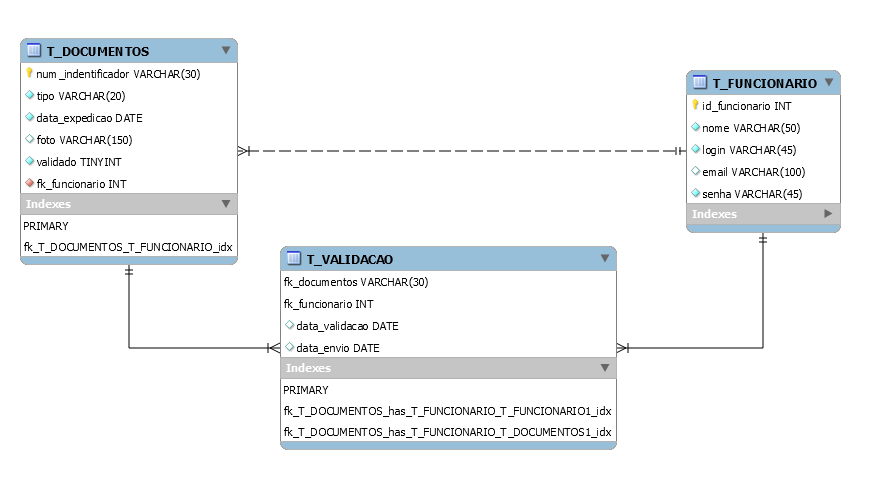 T_DOCUMENTOS
num_indentificador VARCHAR(30)
tipo VARCHAR(20)
data_expedicao DATE
foto VARCHAR(150)
validado TINYINT
fk_funcionario INT
Indexes
PRIMARY
fk_T_DOCUMENTOS_T_FUNCIONARIO_idx
T_FUNCIONARIO
id_funcionario INT
nome VARCHAR(50)
login VARCHAR(45)
email VARCHAR(100)
senha VARCHAR(45)
Indexes
T_VALIDACAO
fk_documentos VARCHAR(30)
fk_funcionario INT
data_validacao DATE
data_envio DATE
Indexes
PRIMARY
fk_T_DOCUMENTOS_has_T_FUNCIONARIO_T_FUNCIONARIO1_idx
fk_T_DOCUMENTOS_has_T_FUNCIONARIO_T_DOCUMENTOS1_idx